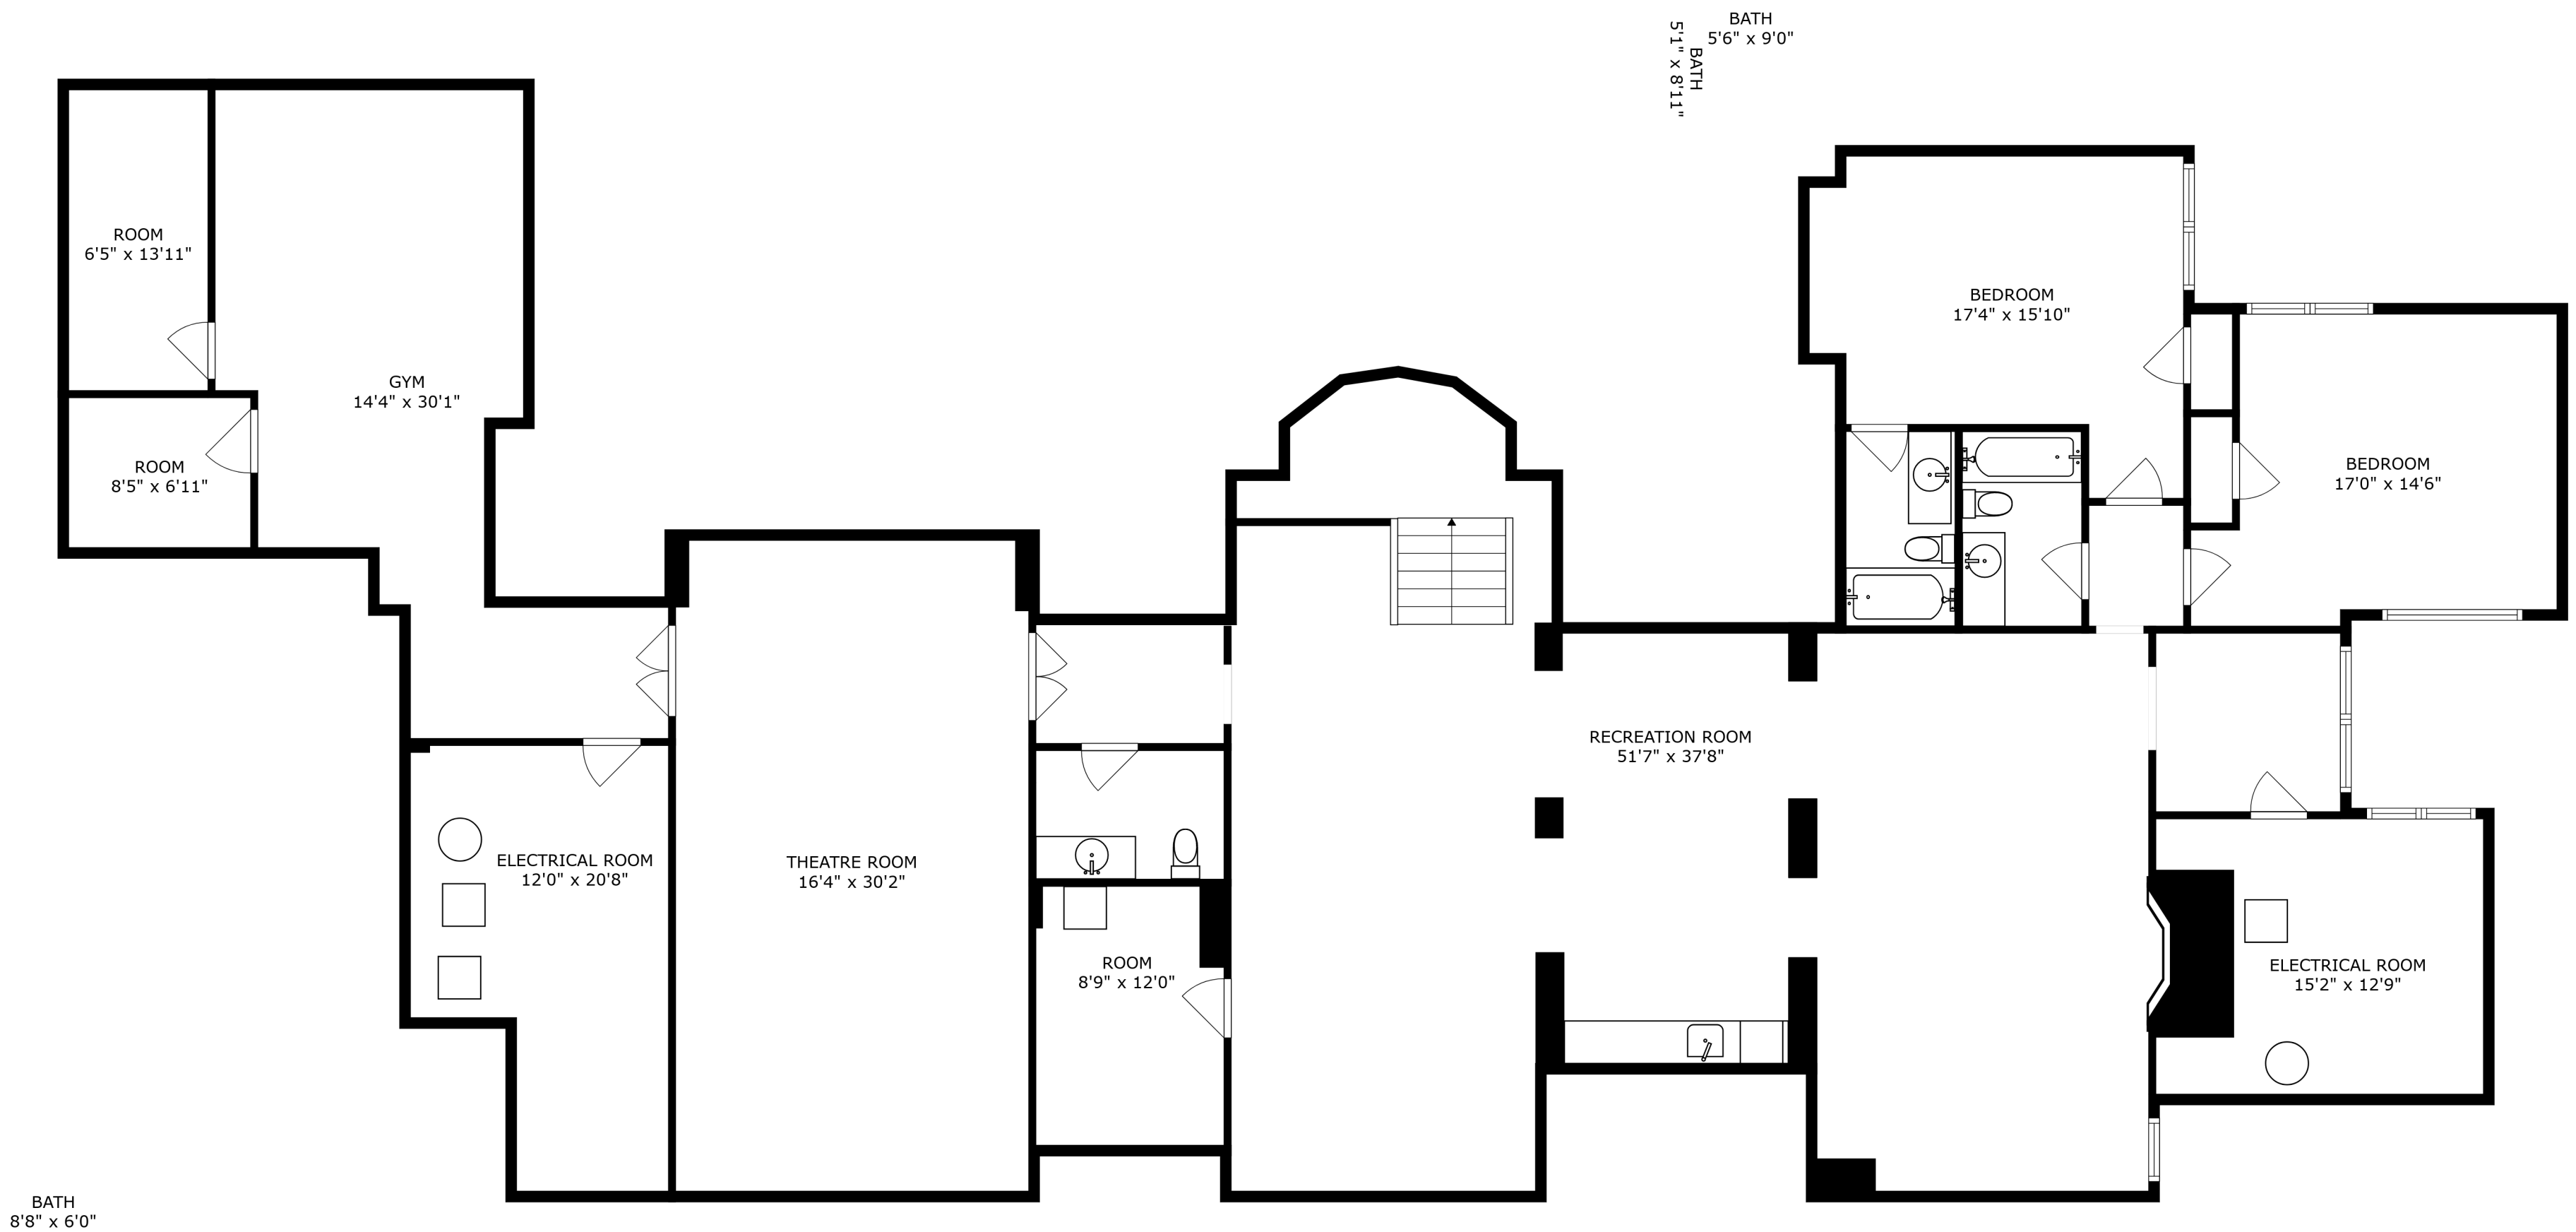 BATH
5'6" x 9'0"
BATH
5'1" x 8'11"
ROOM
6'5" x 13'11"
BEDROOM
17'4" x 15'10"
GYM
14'4" x 30'1"
ROOM
8'5" x 6'11"
BEDROOM
17'0" x 14'6"
RECREATION ROOM
51'7" x 37'8"
ELECTRICAL ROOM
12'0" x 20'8"
THEATRE ROOM
16'4" x 30'2"
ROOM
8'9" x 12'0"
ELECTRICAL ROOM
15'2" x 12'9"
BATH
8'8" x 6'0"